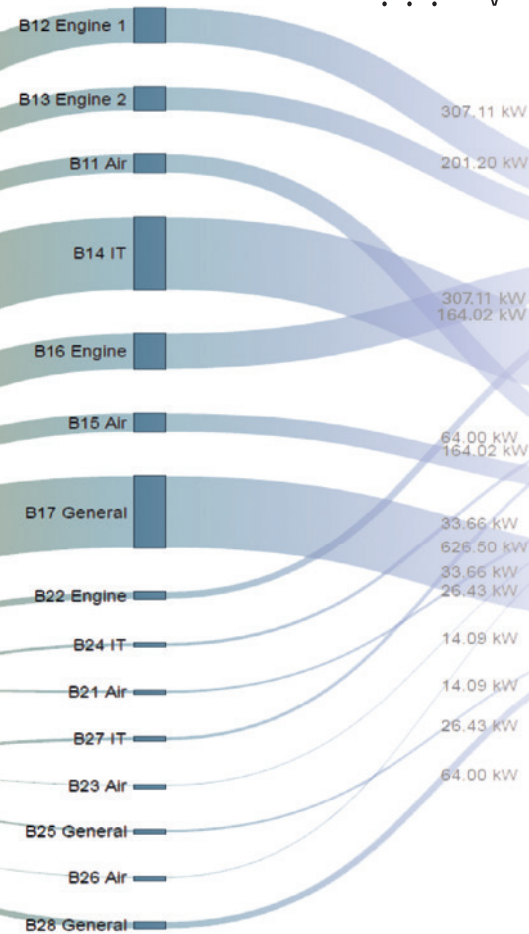 B12 Engine 1
B13 Engine 2
307.11 kW
B11 Air
201.20 kW
B14 IT
307.11 kW
164.02 kW
B16 Engine
B15 Air
64.00 kW
164.02 kW
B17 General
33.66 kW
626.50 kW
33.66 kW
B22 Engine
26.43 kW
B24 IT
14.09 kW
B21 Air
14.09 kW
B27 IT
26.43 kW
B23 Air
64.00 kW
B25 General
B26 Air
B28 General